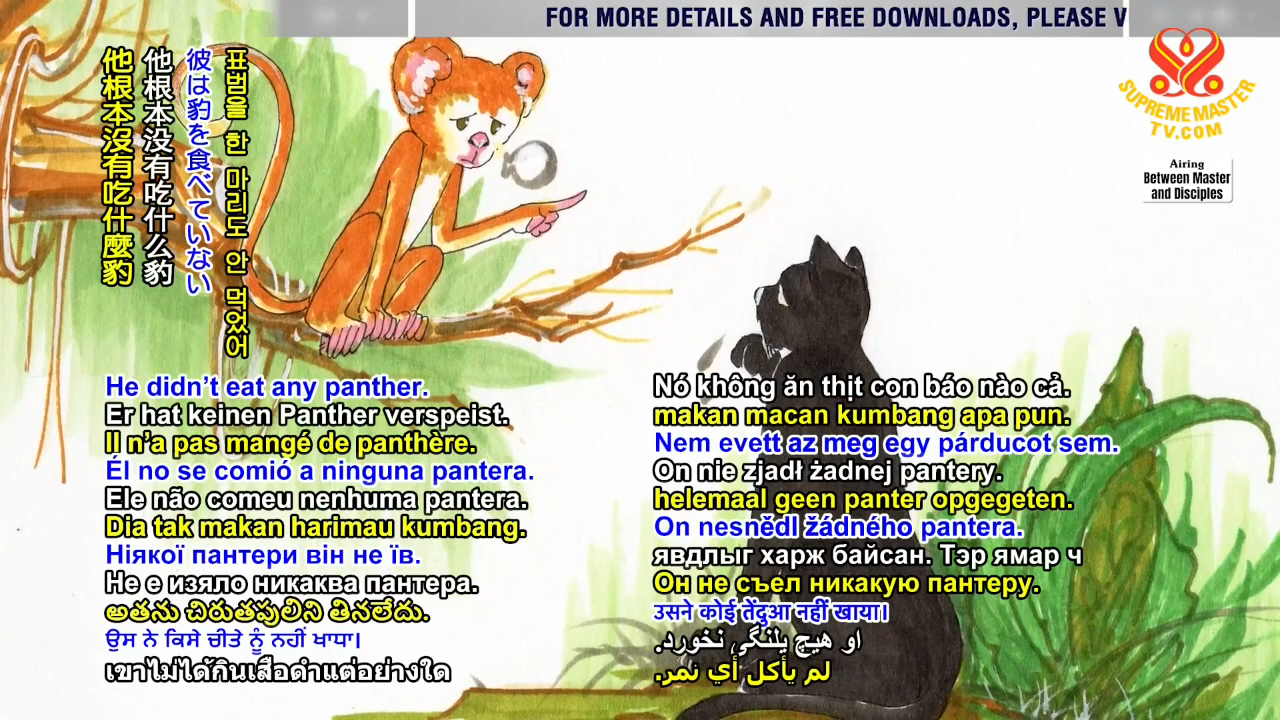 FOR MORE DETAILS AND FREE DOWNLOADS, PLEASE V
SUPREME MASTER
TV.COM
Airing
Between Master
and Disciples
표범을 한 마리도 안 먹었어
彼は豹を食べていない
他根本没有吃什么豹
他根本沒有吃什麼豹
He didn't eat any panther.
Er hat keinen Panther verspeist.
Il n'a pas mangé de panthère.
Él no se comió a ninguna pantera.
Ele não comeu nenhuma pantera.
Dia tak makan harimau kumbang.
Ніякої пантери він не їв.
Не е изяло никаква пантера.
అతను చిరుతపులిని తినలేదు.
ਉਸ ਨੇ ਕਿਸੇ ਚੀਤੇ ਨੂੰ ਨਹੀਂ ਖਾਧਾ।
เขาไม่ได้กินเสือดำแต่อย่างใด
Nó không ăn thịt con báo nào cả.
makan macan kumbang apa pun.
Nem evett az meg egy párducot sem.
On nie zjadł żadnej pantery.
helemaal geen panter opgegeten.
On nesnědl žádného pantera.
явдлыг харж байсан. Тэр ямар ч
Он не съел никакую пантеру.
उसने कोई तेंदुआ नहीं खाया।
او هیچ پلنگی نخورد.
لم يأكل أي نمر.